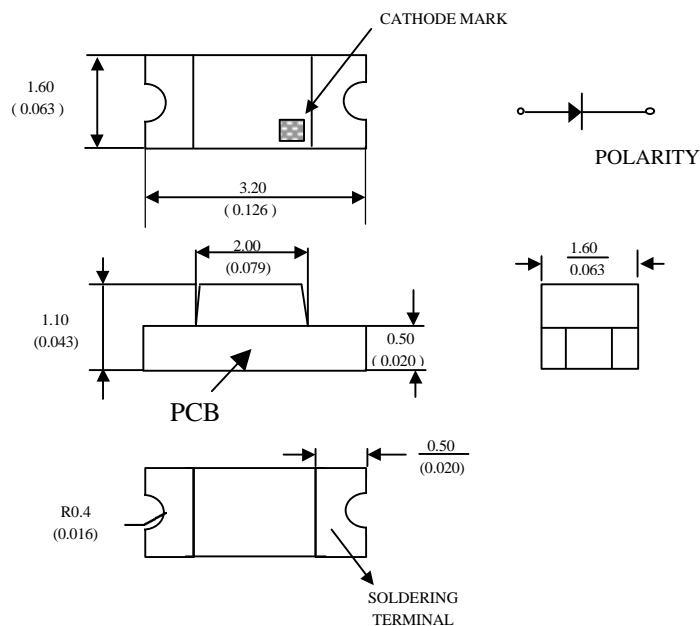 CATHODE MARK
1.60
( 0.063)
POLARITY
3.20
( 0.126 )
2.00
(0.079)
1.60
0.063
1.10
(0.043)
0.50
( 0.020 )
PCB
0.50
(0.020)
R0.4
(0.016)
SOLDERING
TERMINAL